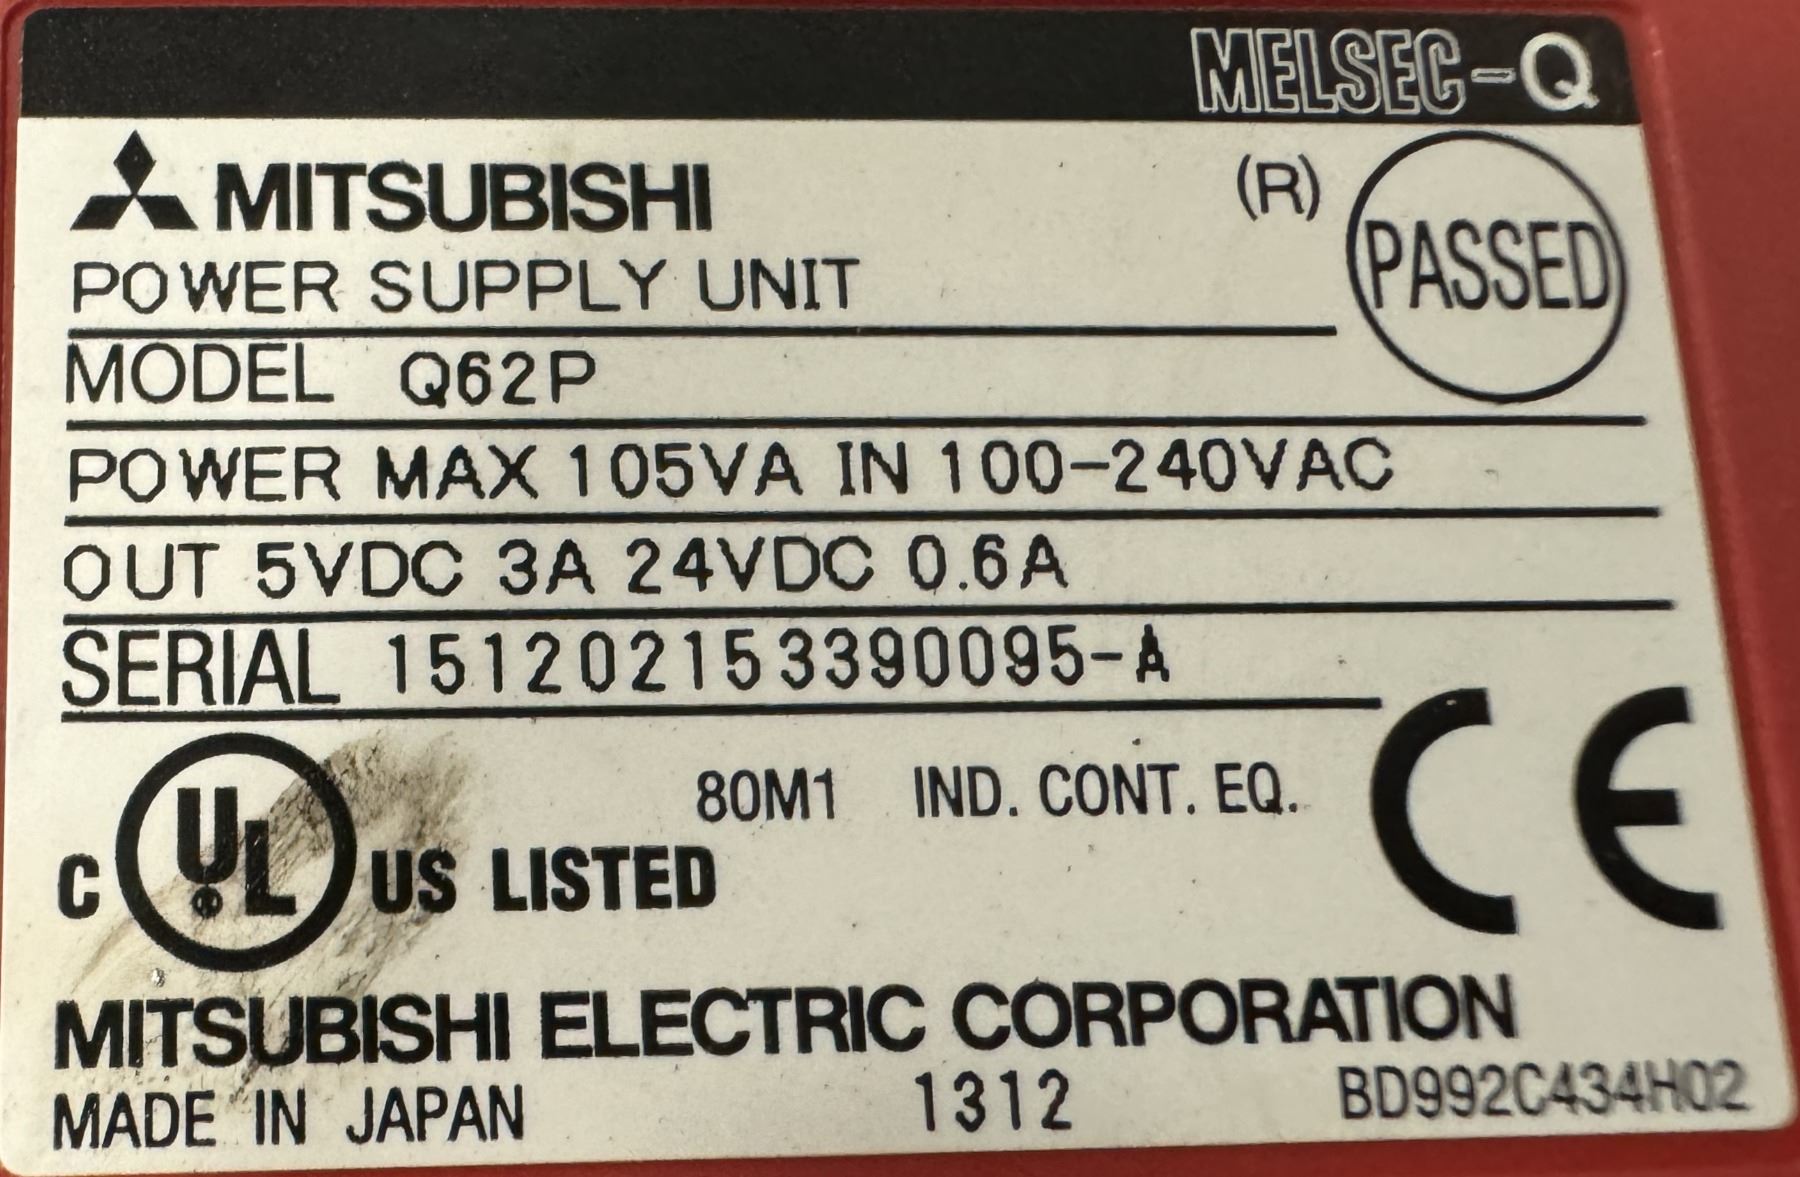 MELSEC-Q
MITSUBISHI
(R)
PASSED
POWER SUPPLY UNIT
MODEL Q62P
POWER MAX 105VA IN 100-240VAC
OUT 5VDC 3A 24VDC 0.6A
SERIAL 151202153390095-A
80M1 IND. CONT. EQ.
C UL ® US LISTED
CE
MITSUBISHI ELECTRIC CORPORATION
MADE IN JAPAN 1312 BD992C434H02